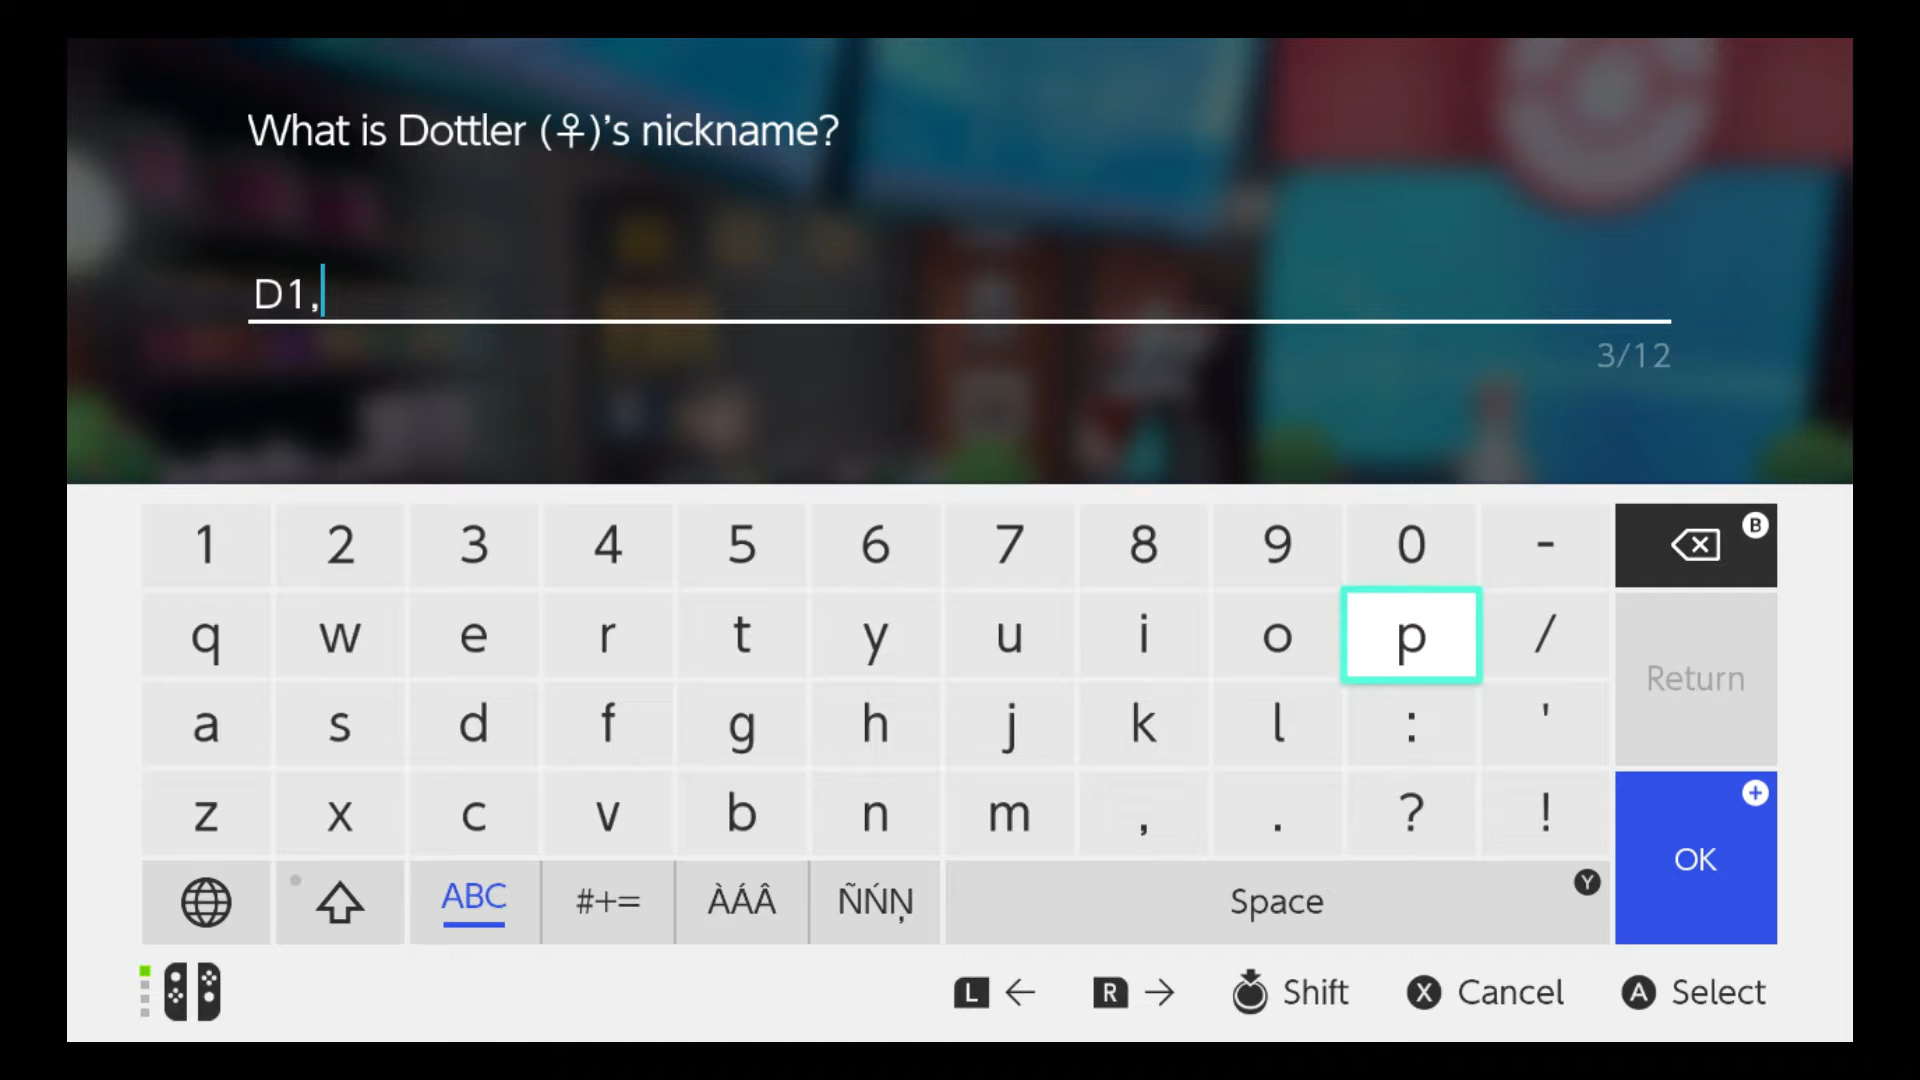 What is Dottler (♀)'s nickname?
D1,
3/12
1 2 3 4 5 6 7 8 9 0 - B
q w e r t y u i o p / Return
a s d f g h j k l : '
z x c v b n m , . ? ! +
ABC #+= ÀÁÂ ÑŃŅ Space Y OK
L ← R → Shift X Cancel A Select